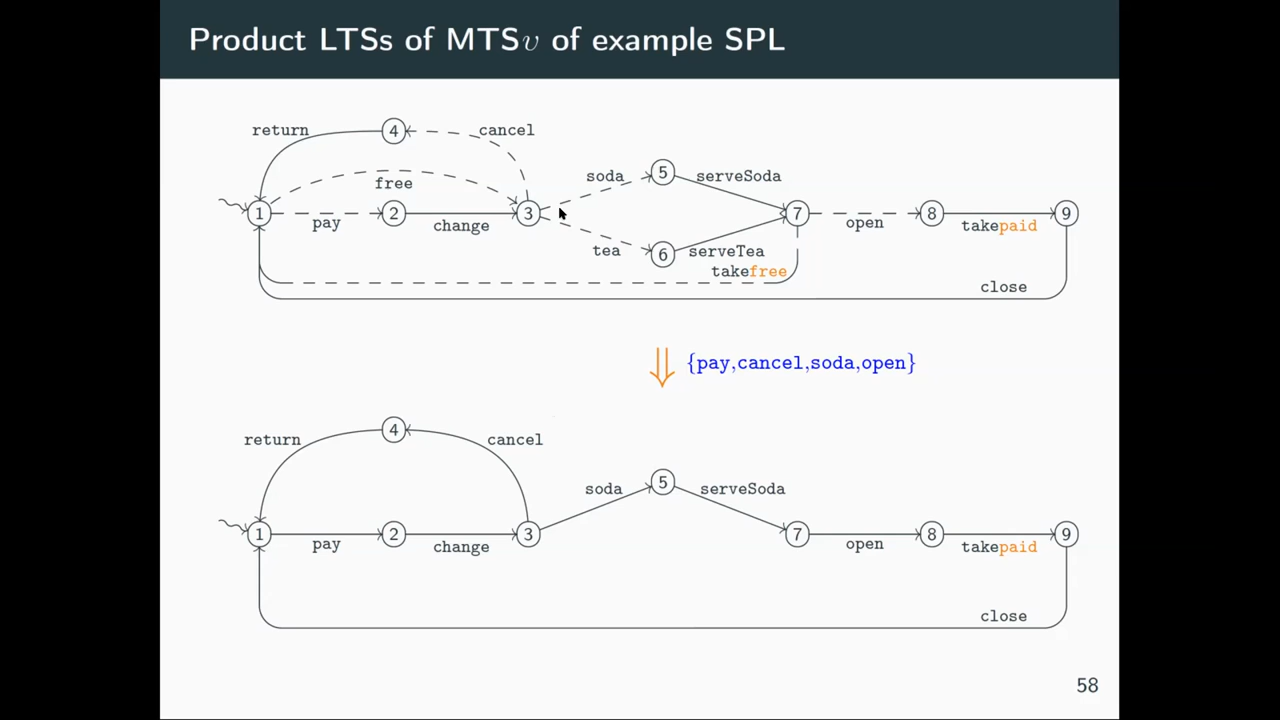 Product LTSs of MTSυ of example SPL
return
4
cancel
free
soda
5
serveSoda
1
pay
2
change
3
tea
6
serveTea
7
open
8
takepaid
9
takefree
close
{pay,cancel,soda,open}
return
4
cancel
soda
5
serveSoda
1
pay
2
change
3
7
open
8
takepaid
9
close
58